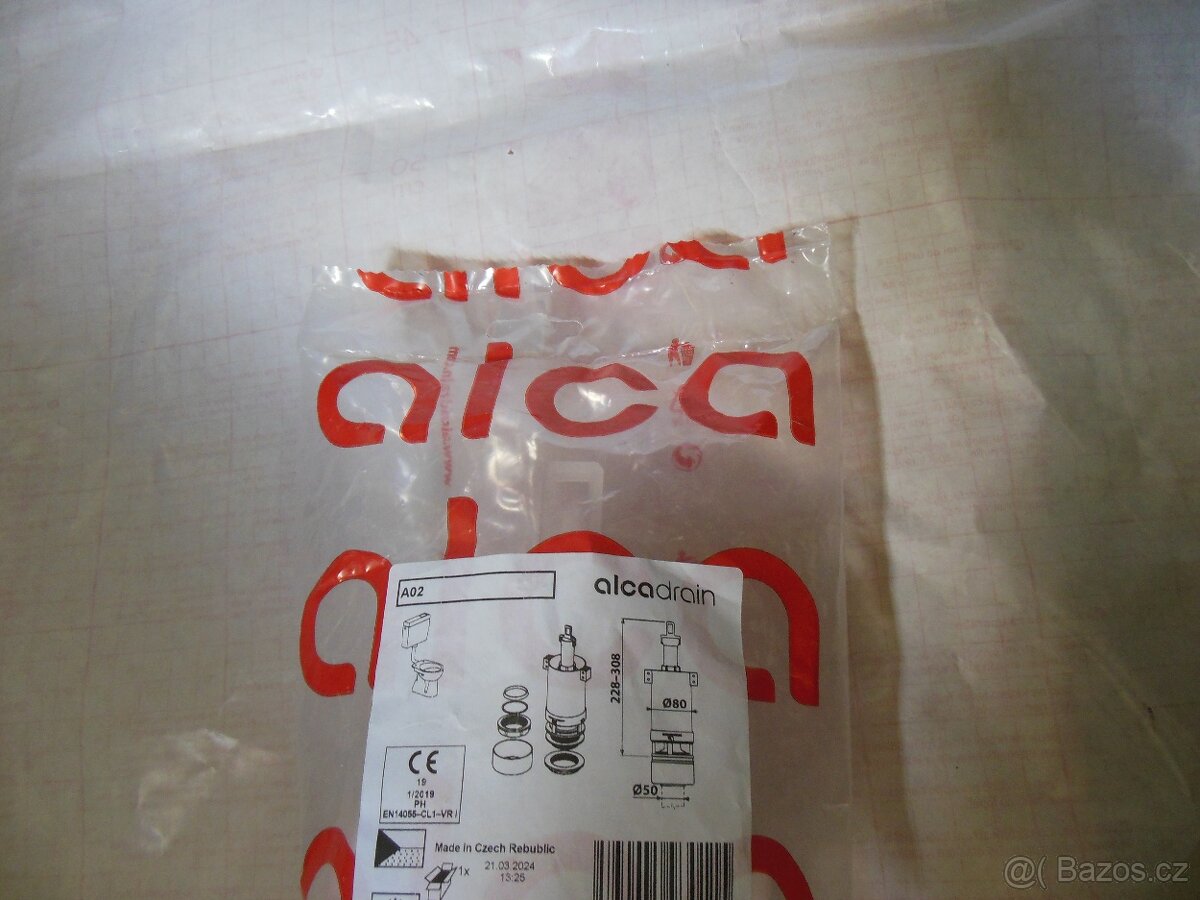 alca
A02
alcadrain
228-308
Ø80
Ø50
CE
19
1/2019
PH
EN14055-CL1-VR I
Made in Czech Rebublic
1x
21.03.2024
13:25
@( Bazos.cz